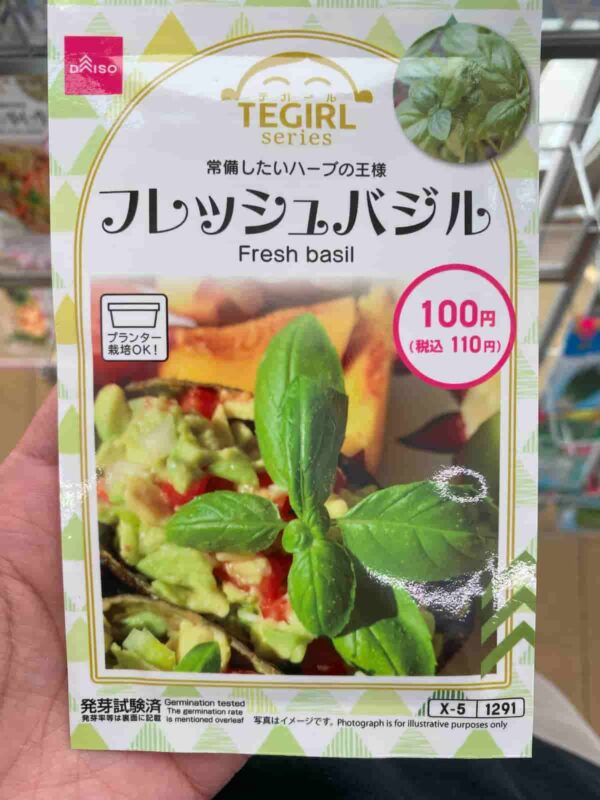 DAISO
テガール
TEGIRL
series
常備したいハーブの王様
フレッシュバジル
Fresh basil
100円
(税込 110円)
プランター
栽培OK!
発芽試験済
発芽率等は裏面に記載
Germination tested
The germination rate
is mentioned overleaf
写真はイメージです。 Photograph is for illustrative purposes only
X-5 1291